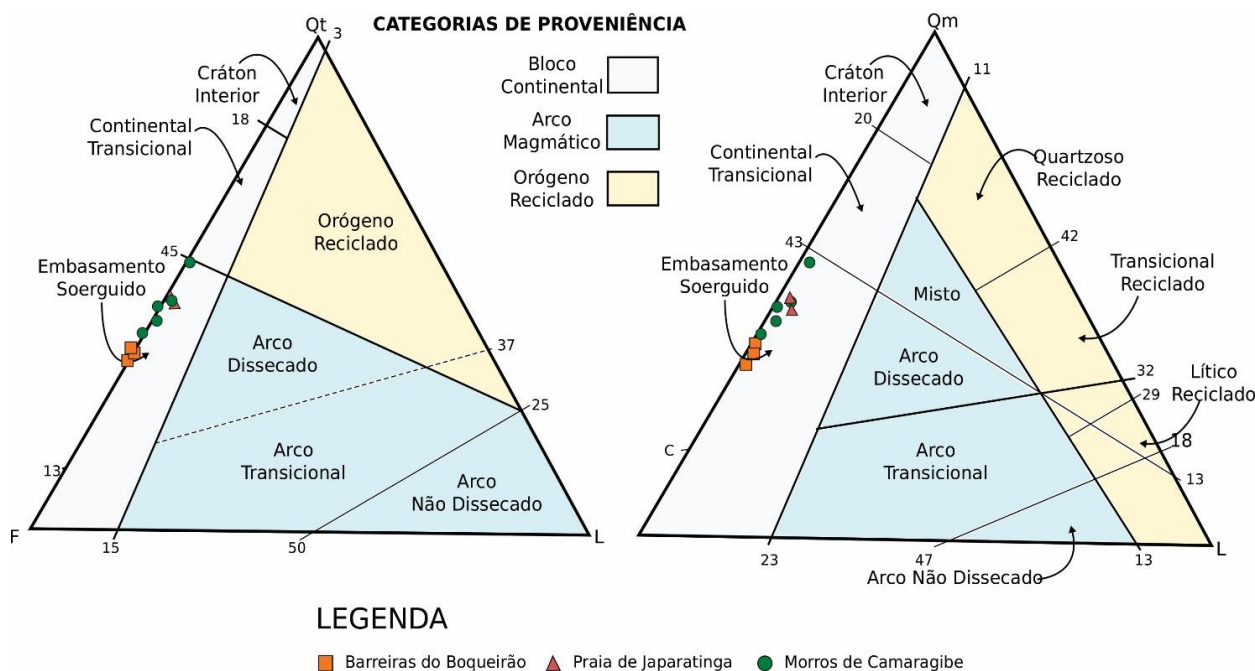 CATEGORIAS DE PROVENIÊNCIA
Bloco
Continental
Arco
Magmático
Orógeno
Reciclado
Qt
3
Cráton
Interior
18
Continental
Transicional
Orógeno
Reciclado
45
Embasamento
Soerguido
Arco
Dissecado
37
25
Arco
Transicional
13
Arco
Não Dissecado
F
15
50
L
Qm
11
Cráton
Interior
20
Continental
Transicional
Quartzoso
Reciclado
43
42
Embasamento
Soerguido
Misto
Transicional
Reciclado
Arco
Dissecado
32
29
Lítico
Reciclado
C
Arco
Transicional
18
13
23
47
13
L
Arco Não Dissecado
LEGENDA
Barreiras do Boqueirão
Praia de Japaratinga
Morros de Camaragibe